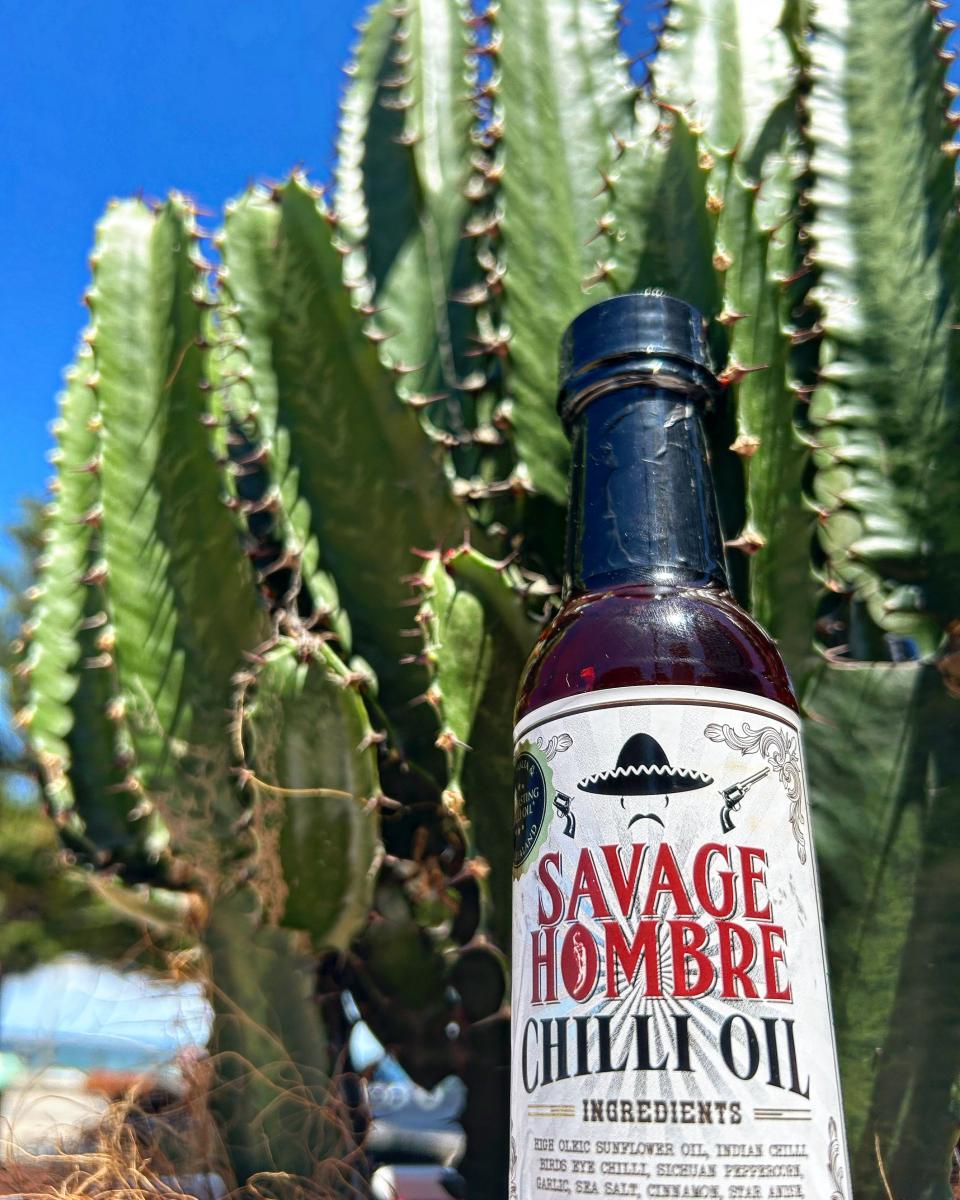 SAVAGE
HOMBRE
CHILLI OIL
INGREDIENTS
HIGH OLEIC SUNFLOWER OIL, INDIAN CHILLI,
BIRDS EYE CHILLI, SICHUAN PEPPERCORN,
GARLIC, SEA SALT, CINNAMON, STAR ANISE,